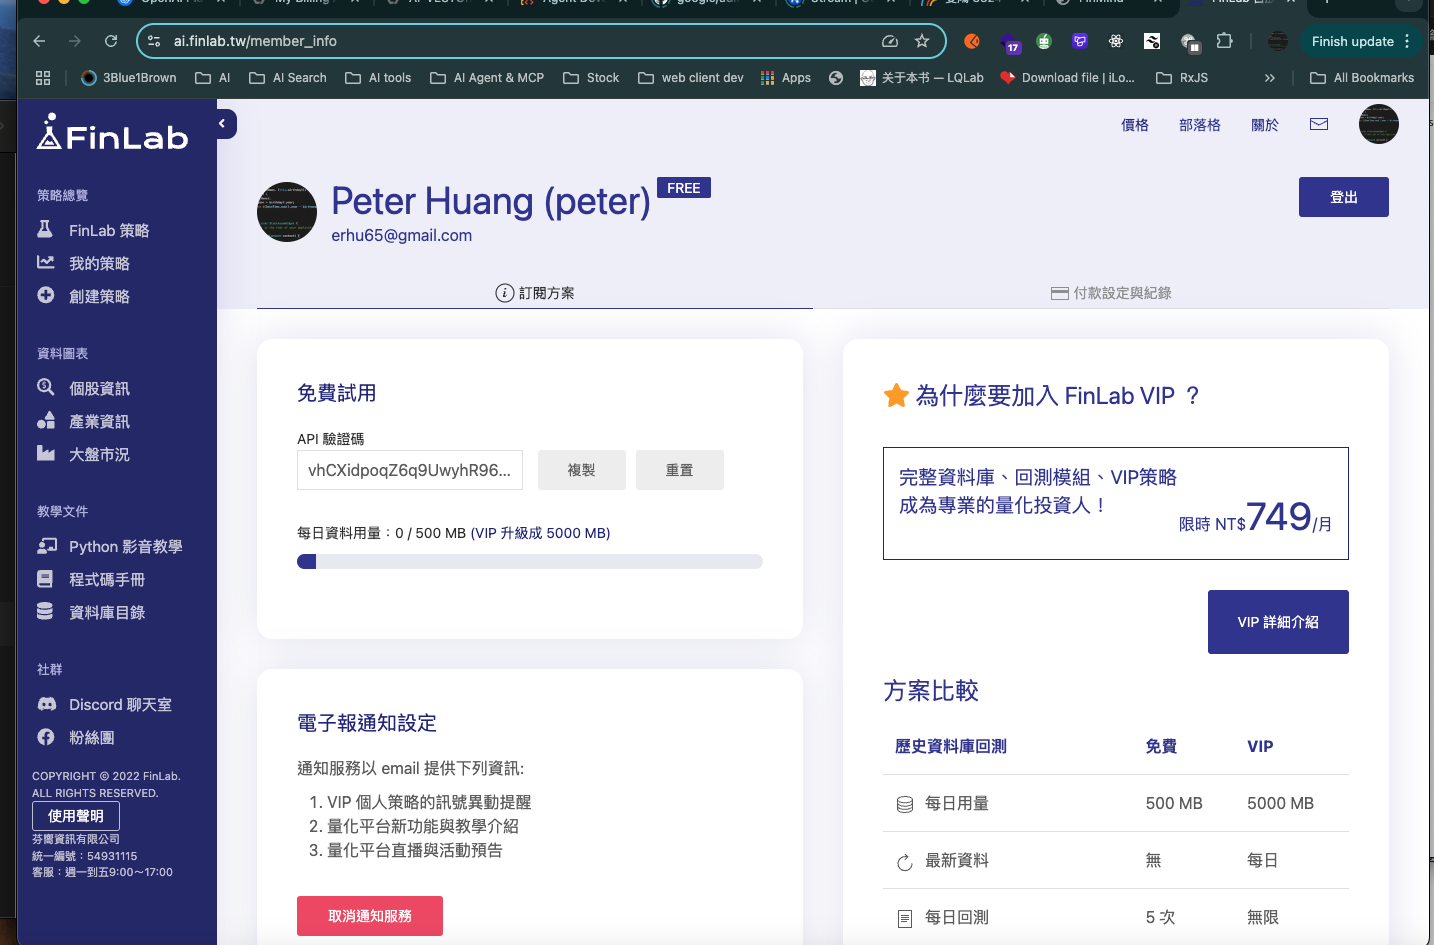 ai.finlab.tw/member_info
17
Finish update
3Blue1Brown
AI
AI Search
AI tools
AI Agent & MCP
Stock
web client dev
Apps
关于本书 — LQLab
Download file | iLo...
RxJS
All Bookmarks
FinLab
價格
部落格
關於
策略總覽
FinLab 策略
我的策略
創建策略
資料圖表
個股資訊
產業資訊
大盤市況
教學文件
Python 影音教學
程式碼手冊
資料庫目錄
社群
Discord 聊天室
粉絲團
COPYRIGHT © 2022 FinLab.
ALL RIGHTS RESERVED.
使用聲明
芬嚮資訊有限公司
統一編號：54931115
客服：週一到五9:00～17:00
Peter Huang (peter)
FREE
erhu65@gmail.com
登出
訂閱方案
付款設定與紀錄
免費試用
API 驗證碼
vhCXidpoqZ6q9UwyhR96...
複製
重置
每日資料用量：0 / 500 MB (VIP 升級成 5000 MB)
電子報通知設定
通知服務以 email 提供下列資訊:
1. VIP 個人策略的訊號異動提醒
2. 量化平台新功能與教學介紹
3. 量化平台直播與活動預告
取消通知服務
為什麼要加入 FinLab VIP ？
完整資料庫、回測模組、VIP策略
成為專業的量化投資人！
限時 NT$749/月
VIP 詳細介紹
方案比較
歷史資料庫回測 免費 VIP
每日用量 500 MB 5000 MB
最新資料 無 每日
每日回測 5 次 無限